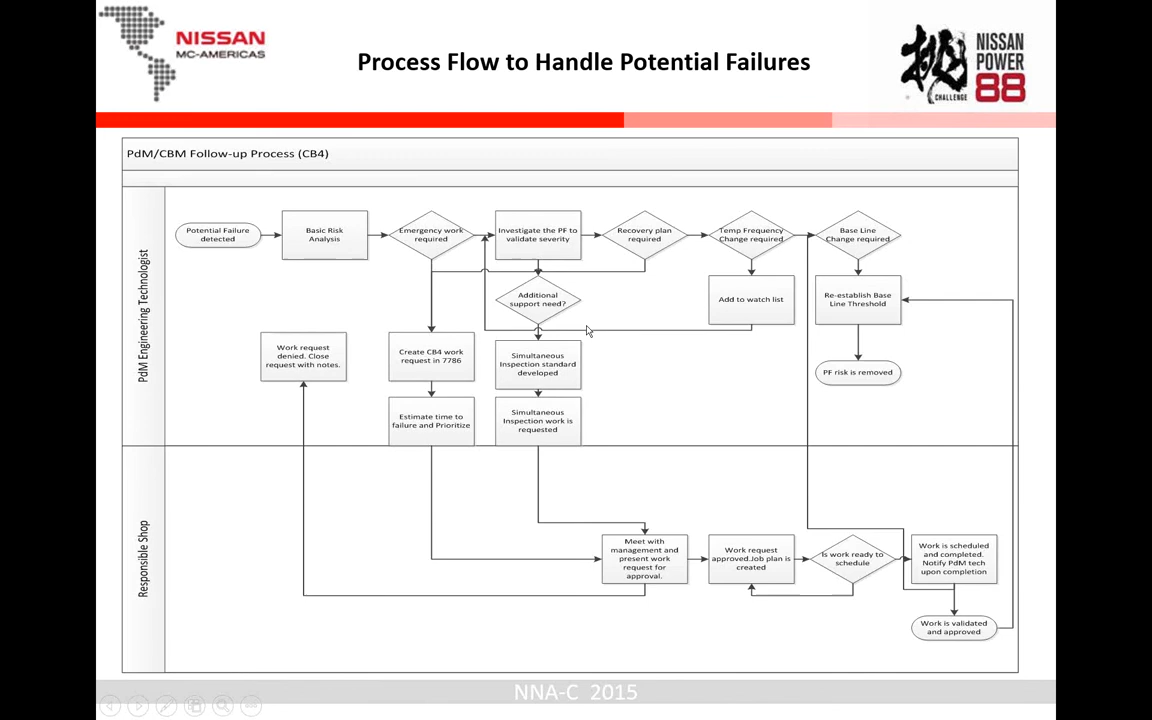 NISSAN
MC-AMERICAS
Process Flow to Handle Potential Failures
挑
CHALLENGE
NISSAN
POWER
88
PdM/CBM Follow-up Process (CB4)
PdM Engineering Technologist
Potential Failure
detected
Basic Risk
Analysis
Emergency work
required
Investigate the PF to
validate severity
Recovery plan
required
Temp Frequency
Change required
Base Line
Change required
Additional
support need?
Add to watch list
Re-establish Base
Line Threshold
Work request
denied. Close
request with notes.
Create CB4 work
request in 7786
Simultaneous
Inspection standard
developed
PF risk is removed
Estimate time to
failure and Prioritize
Simultaneous
Inspection work is
requested
Responsible Shop
Meet with
management and
present work
request for
approval.
Work request
approved.Job plan is
created
Is work ready to
schedule
Work is scheduled
and completed.
Notify PdM tech
upon completion
Work is validated
and approved
NNA-C 2015